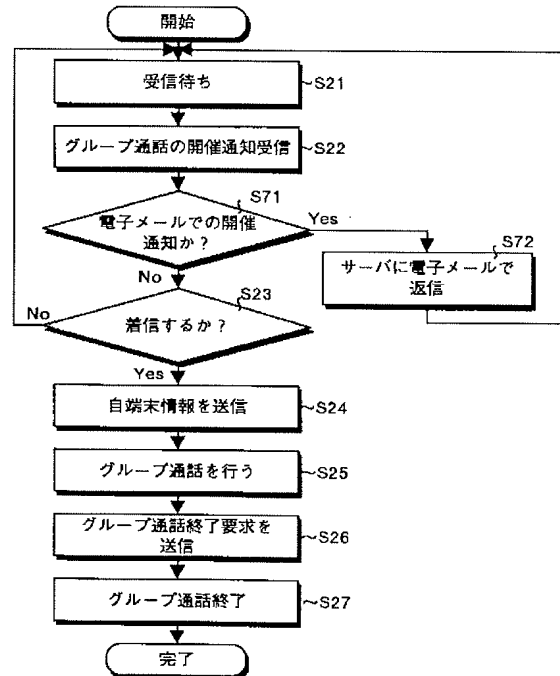 開始
受信待ち
S21
グループ通話の開催通知受信
S22
S71
電子メールでの開催
通知か？
Yes
S72
サーバに電子メールで
返信
No
S23
No
着信するか？
Yes
自端末情報を送信
S24
グループ通話を行う
S25
グループ通話終了要求を
送信
S26
グループ通話終了
S27
完了